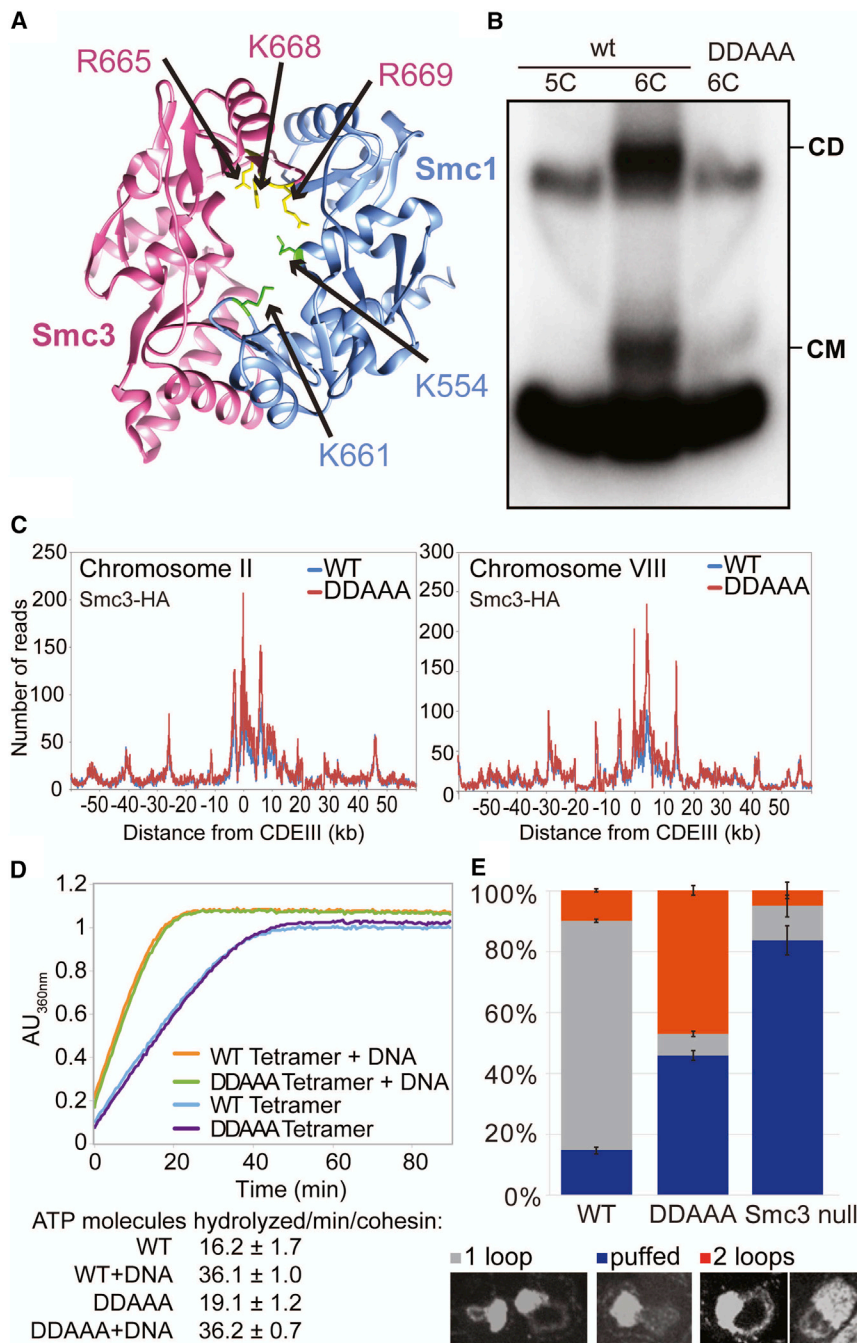 A
R665
K668
R669
Smc1
Smc3
K554
K661
B
wt
DDAAA
5C
6C
6C
CD
CM
C
Number of reads
250
200
150
100
50
0
Chromosome II
Smc3-HA
WT
DDAAA
-50
-40
-30
-20
-10
0
10
20
30
40
50
Distance from CDEIII (kb)
300
250
200
150
100
50
0
Chromosome VIII
Smc3-HA
WT
DDAAA
-50
-40
-30
-20
-10
0
10
20
30
40
50
Distance from CDEIII (kb)
D
AU360nm
1.2
1
0.8
0.6
0.4
0.2
0
WT Tetramer + DNA
DDAAA Tetramer + DNA
WT Tetramer
DDAAA Tetramer
0
20
40
60
80
Time (min)
ATP molecules hydrolyzed/min/cohesin:
WT 16.2 ± 1.7
WT+DNA 36.1 ± 1.0
DDAAA 19.1 ± 1.2
DDAAA+DNA 36.2 ± 0.7
E
100%
80%
60%
40%
20%
0%
WT
DDAAA
Smc3 null
1 loop
puffed
2 loops